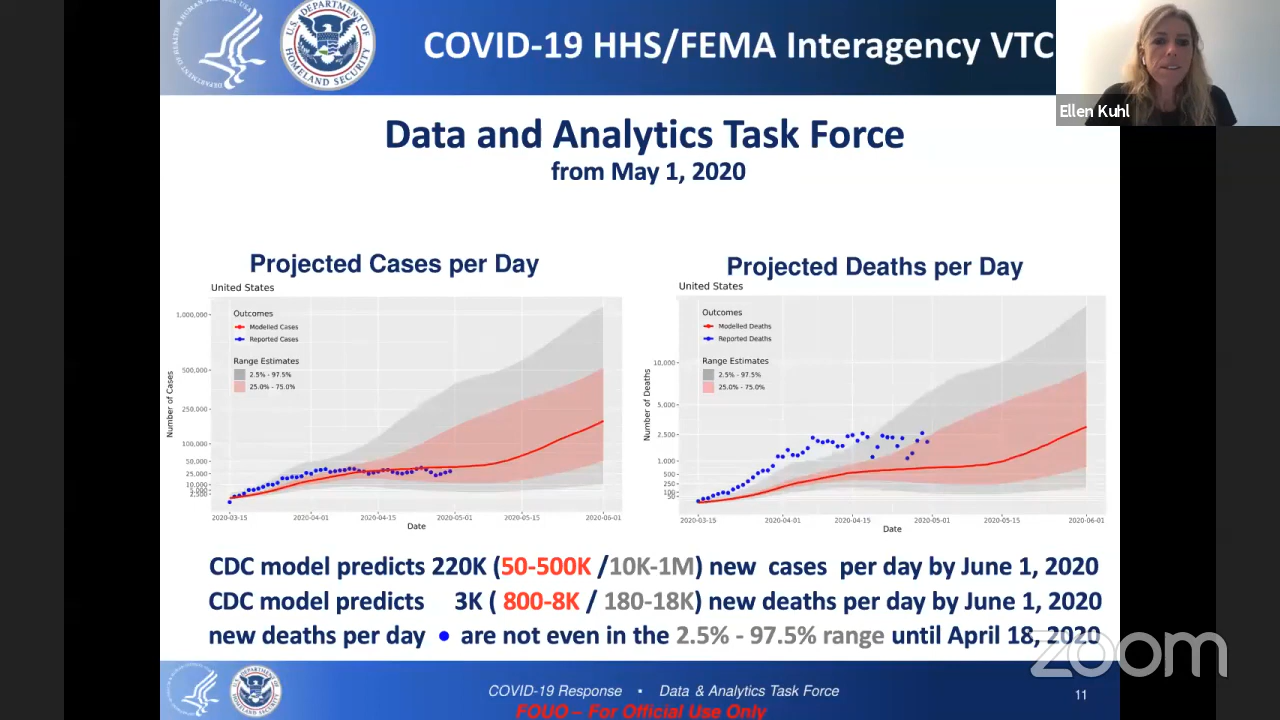 COVID-19 HHS/FEMA Interagency VTC
Ellen Kuhl
Data and Analytics Task Force
from May 1, 2020
Projected Cases per Day
United States
1,000,000
500,000
250,000
100,000
50,000
25,000
10,000
5,000
2,500
Number of Cases
Outcomes
Modelled Cases
Reported Cases
Range Estimates
2.5% - 97.5%
25.0% - 75.0%
2020-03-15 2020-04-01 2020-04-15 2020-05-01 2020-05-15 2020-06-01
Date
Projected Deaths per Day
United States
10,000
5,000
2,500
1,000
500
250
100
50
Number of Deaths
Outcomes
Modelled Deaths
Reported Deaths
Range Estimates
2.5% - 97.5%
25.0% - 75.0%
2020-03-15 2020-04-01 2020-04-15 2020-05-01 2020-05-15 2020-06-01
Date
CDC model predicts 220K (50-500K /10K-1M) new cases per day by June 1, 2020
CDC model predicts 3K ( 800-8K / 180-18K) new deaths per day by June 1, 2020
new deaths per day • are not even in the 2.5% - 97.5% range until April 18, 2020
zoom
COVID-19 Response • Data & Analytics Task Force
11
FOUO – For Official Use Only
U.S. DEPARTMENT OF
HOMELAND SECURITY